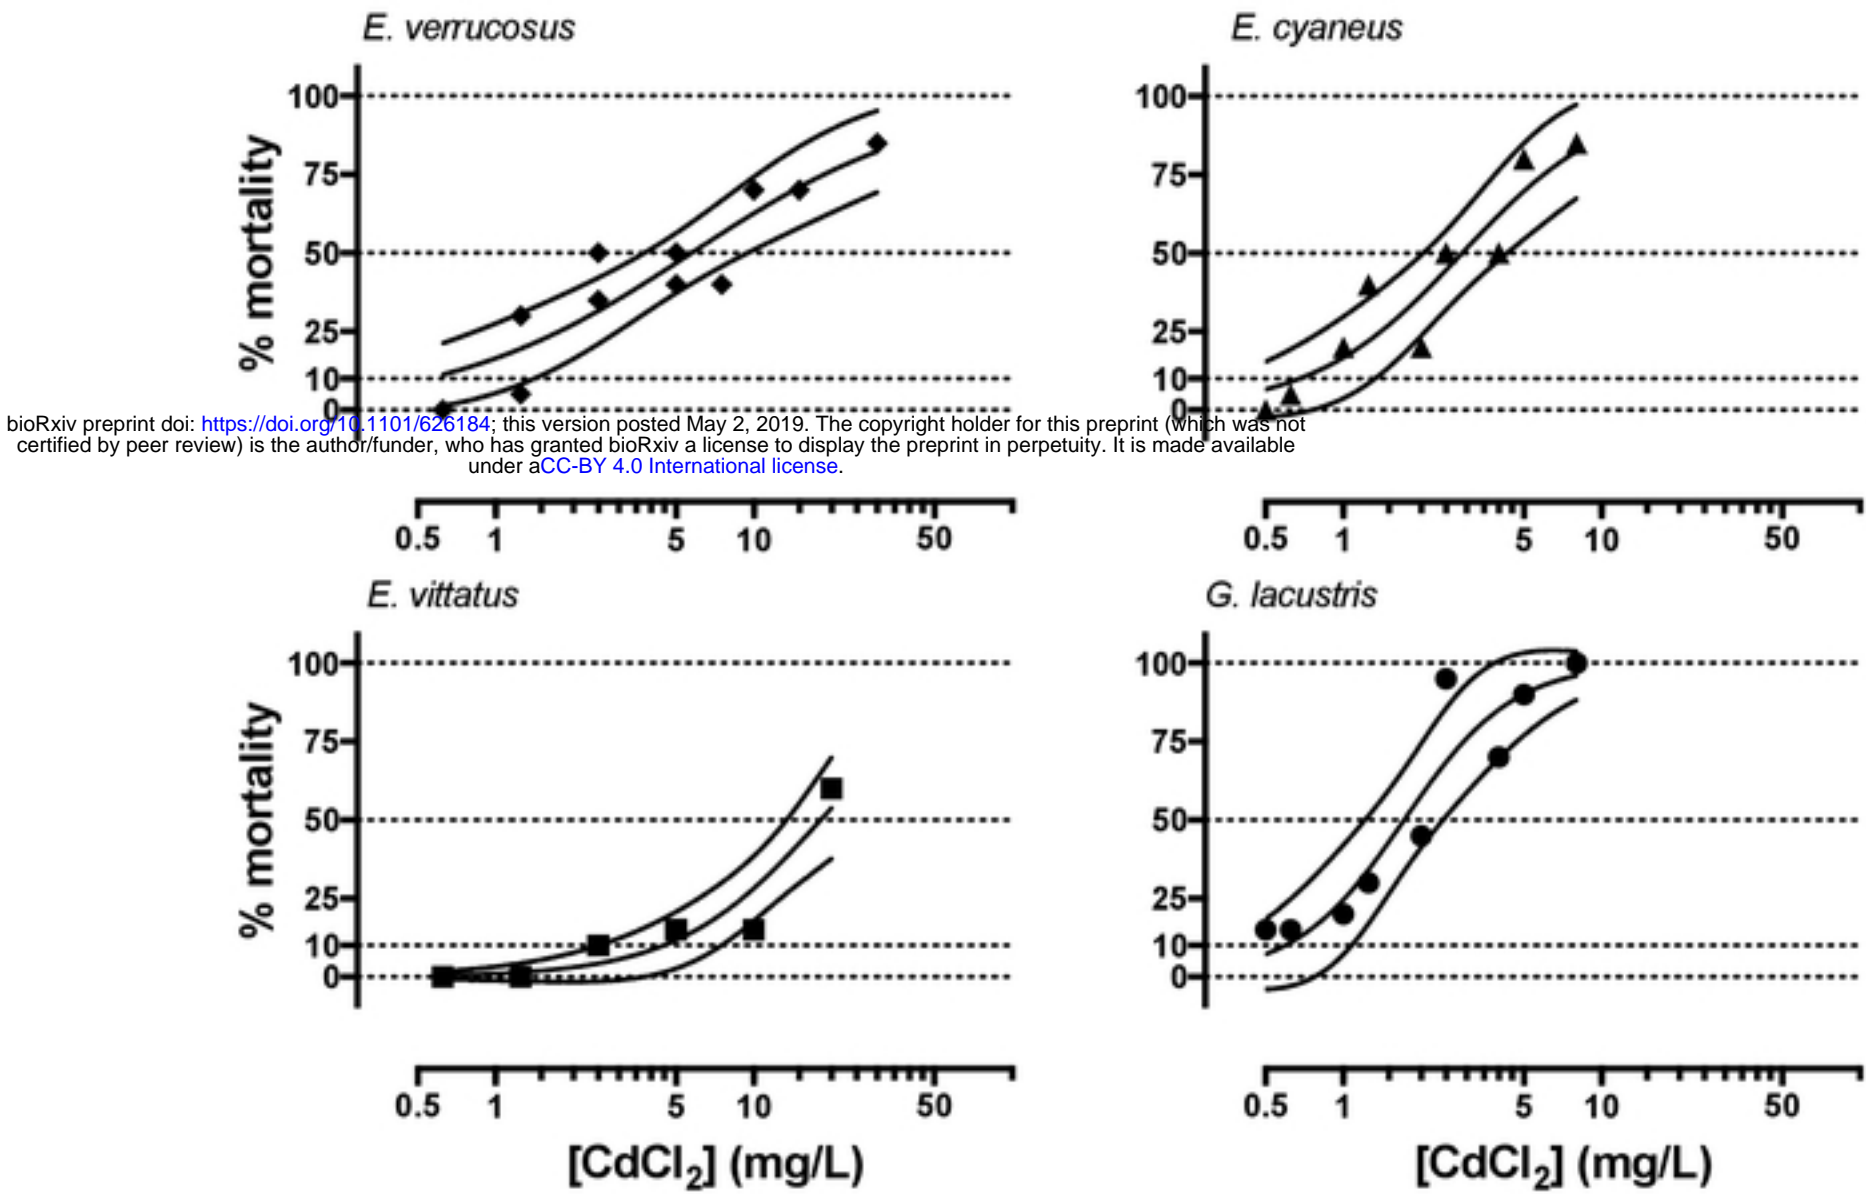 E. verrucosus
E. cyaneus
% mortality
100
75
50
25
10
0
100
75
50
25
10
0
bioRxiv preprint doi: https://doi.org/10.1101/626184; this version posted May 2, 2019. The copyright holder for this preprint (which was not
certified by peer review) is the author/funder, who has granted bioRxiv a license to display the preprint in perpetuity. It is made available
under aCC-BY 4.0 International license.
0.5 1 5 10 50
0.5 1 5 10 50
E. vittatus
G. lacustris
% mortality
100
75
50
25
10
0
100
75
50
25
10
0
0.5 1 5 10 50
0.5 1 5 10 50
[CdCl2] (mg/L)
[CdCl2] (mg/L)